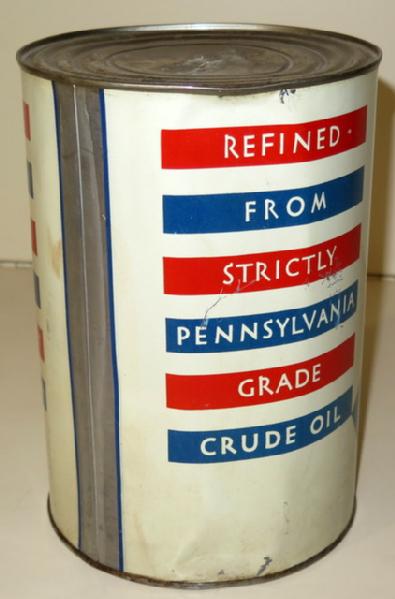 REFINED
FROM
STRICTLY
PENNSYLVANIA
GRADE
CRUDE OIL